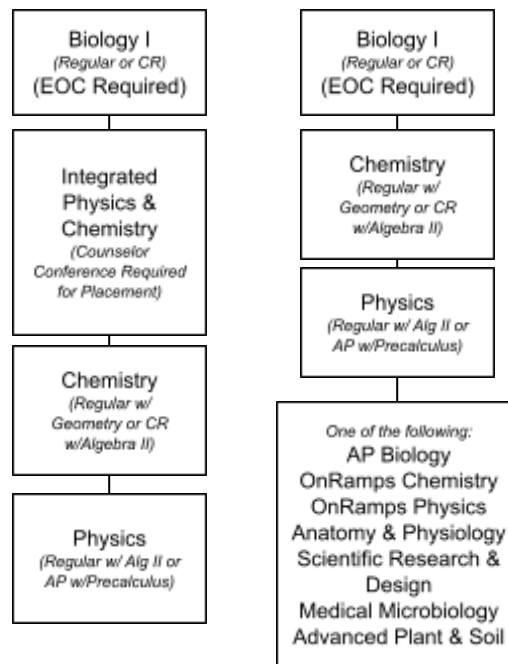 Biology I
(Regular or CR)
(EOC Required)
Integrated
Physics &
Chemistry
(Counselor
Conference Required
for Placement)
Chemistry
(Regular w/
Geometry or CR
w/Algebra II)
Physics
(Regular w/ Alg II or
AP w/Precalculus)
Biology I
(Regular or CR)
(EOC Required)
Chemistry
(Regular w/
Geometry or CR
w/Algebra II)
Physics
(Regular w/ Alg II or
AP w/Precalculus)
One of the following:
AP Biology
OnRamps Chemistry
OnRamps Physics
Anatomy & Physiology
Scientific Research &
Design
Medical Microbiology
Advanced Plant & Soil